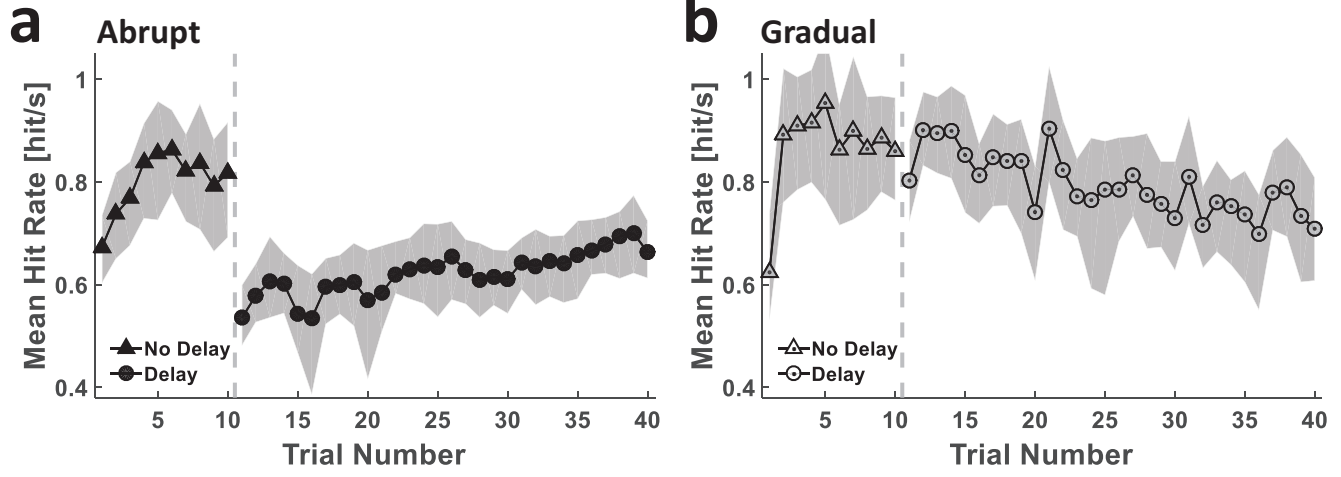 a Abrupt
Mean Hit Rate [hit/s]
1
0.8
0.6
0.4
No Delay
Delay
5 10 15 20 25 30 35 40
Trial Number
b Gradual
Mean Hit Rate [hit/s]
1
0.8
0.6
0.4
No Delay
Delay
5 10 15 20 25 30 35 40
Trial Number